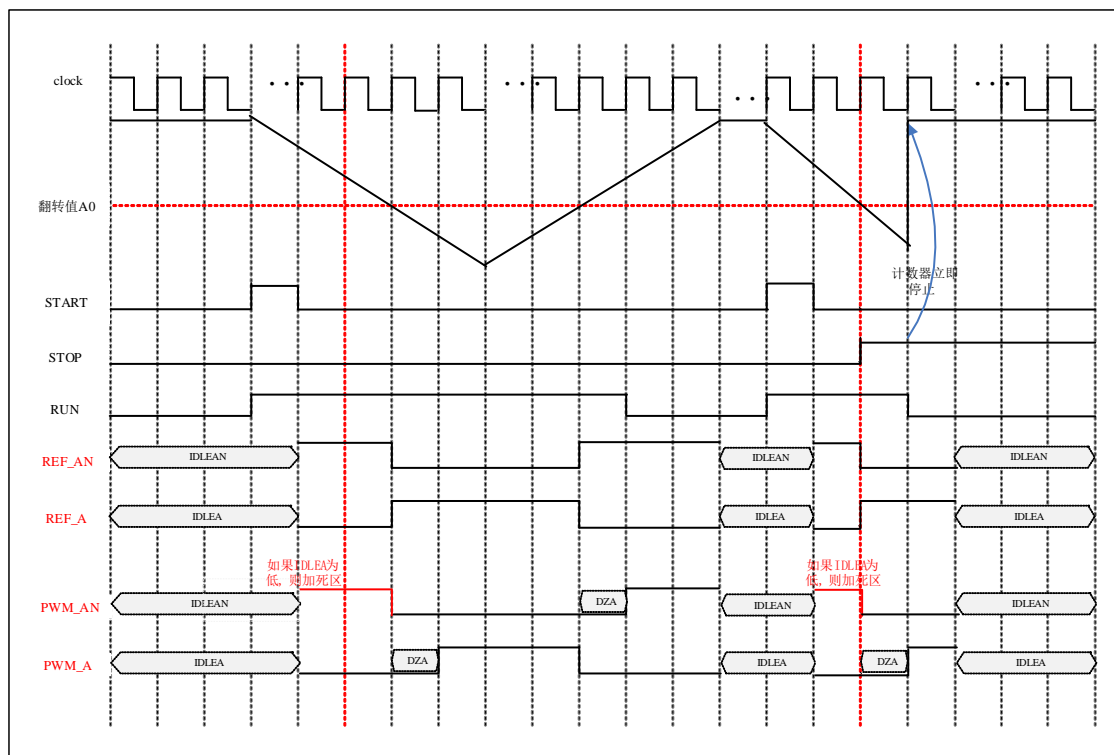 clock
翻转值A0
计数器立即
停止
START
STOP
RUN
REF_AN
IDLEAN
IDLEAN
IDLEAN
REF_A
IDLEA
IDLEA
IDLEA
如果IDLEA为
低,则加死区
如果IDLEA为
低,则加死区
PWM_AN
IDLEAN
DZA
IDLEAN
IDLEAN
PWM_A
IDLEA
DZA
IDLEA
DZA
IDLEA